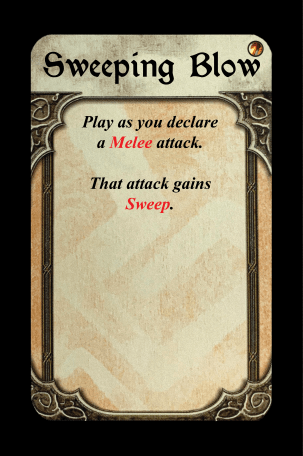 Sweeping Blow
Play as you declare
a Melee attack.
That attack gains
Sweep.